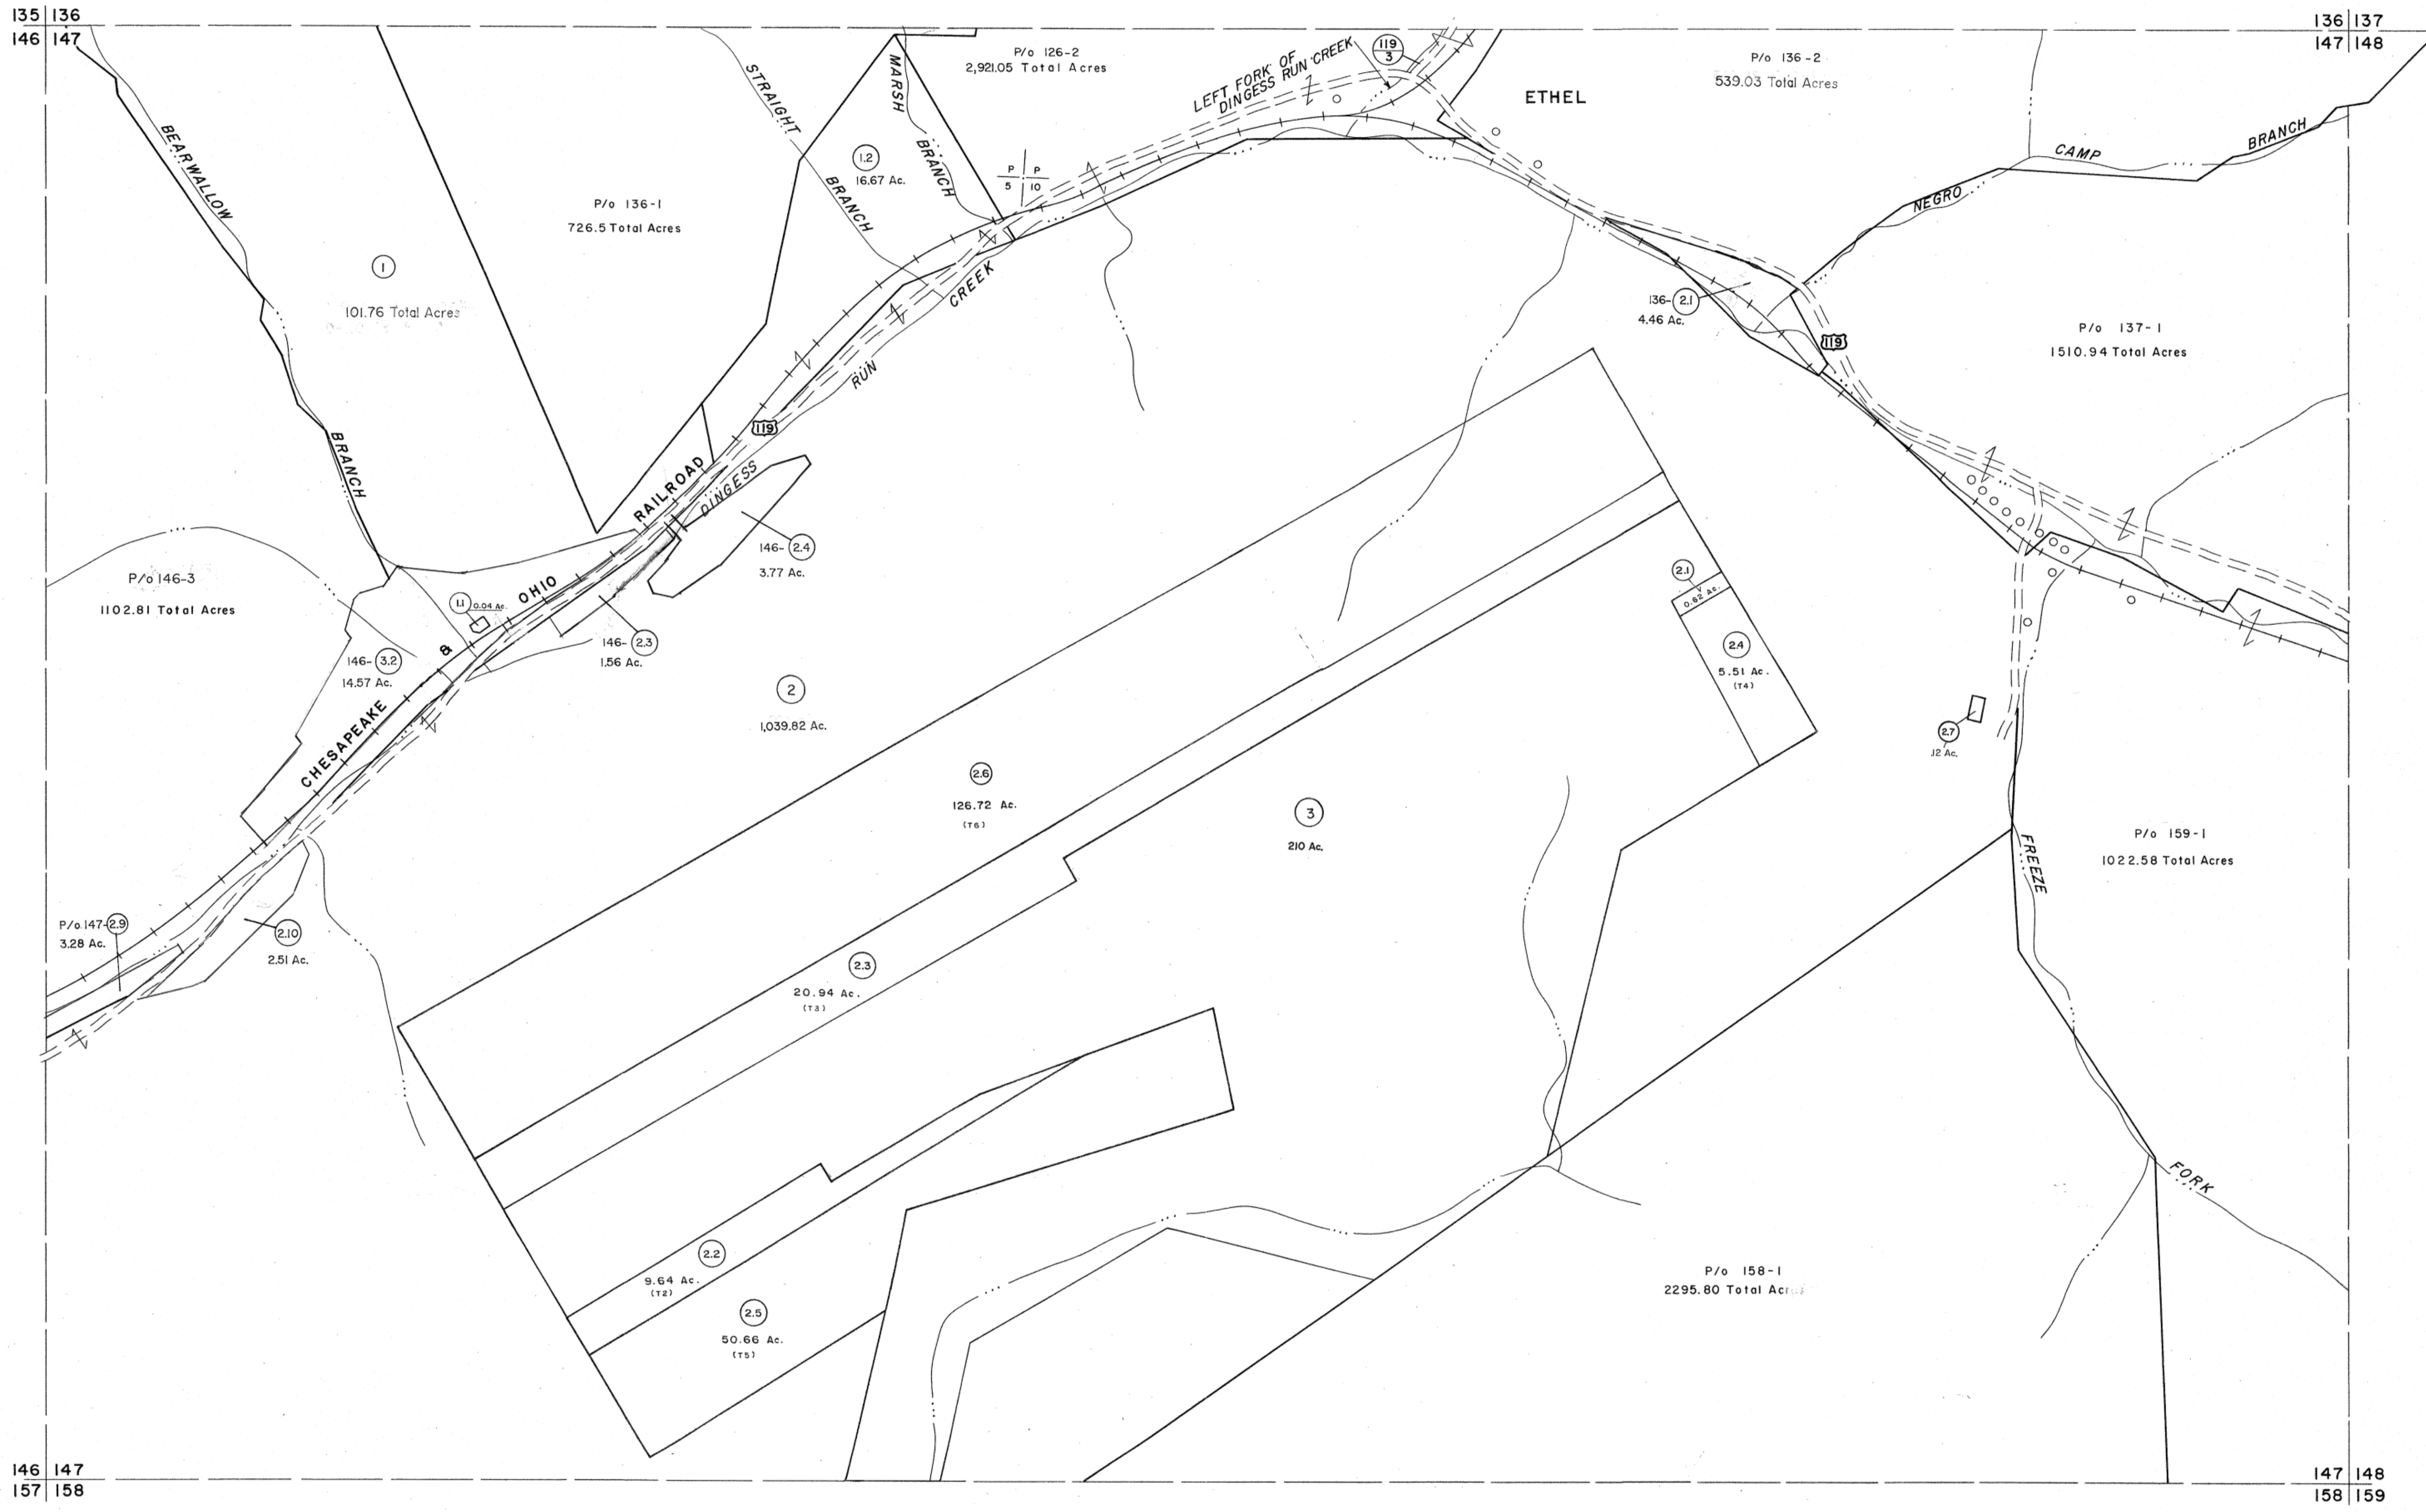 135 136
146 147
136 137
147 148
P/o 126-2
2,921.05 Total Acres
LEFT FORK OF
DINGESS RUN CREEK
119
3
ETHEL
P/o 136-2
539.03 Total Acres
STRAIGHT
BRANCH
MARSH
BRANCH
BEARWALLOW
BRANCH
1.2
16.67 Ac.
P P
5 10
NEGRO
CAMP
BRANCH
P/o 136-1
726.5 Total Acres
1
101.76 Total Acres
CREEK
RUN
DINGESS
136- 2.1
4.46 Ac.
119
P/o 137-1
1510.94 Total Acres
119
CHESAPEAKE
&
OHIO
RAILROAD
146- 2.4
3.77 Ac.
P/o 146-3
1102.81 Total Acres
1.1 0.04 Ac.
146- 2.3
1.56 Ac.
146- 3.2
14.57 Ac.
2.1
0.62 Ac.
2.4
5.51 Ac.
(T4)
2
1,039.82 Ac.
2.7
.12 Ac.
2.6
126.72 Ac.
(T6)
3
210 Ac.
P/o 159-1
1022.58 Total Acres
FREEZE
FORK
P/o 147- 2.9
3.28 Ac.
2.10
2.51 Ac.
2.3
20.94 Ac.
(T3)
2.2
9.64 Ac.
(T2)
2.5
50.66 Ac.
(T5)
P/o 158-1
2295.80 Total Acres
146 147
157 158
147 148
158 159